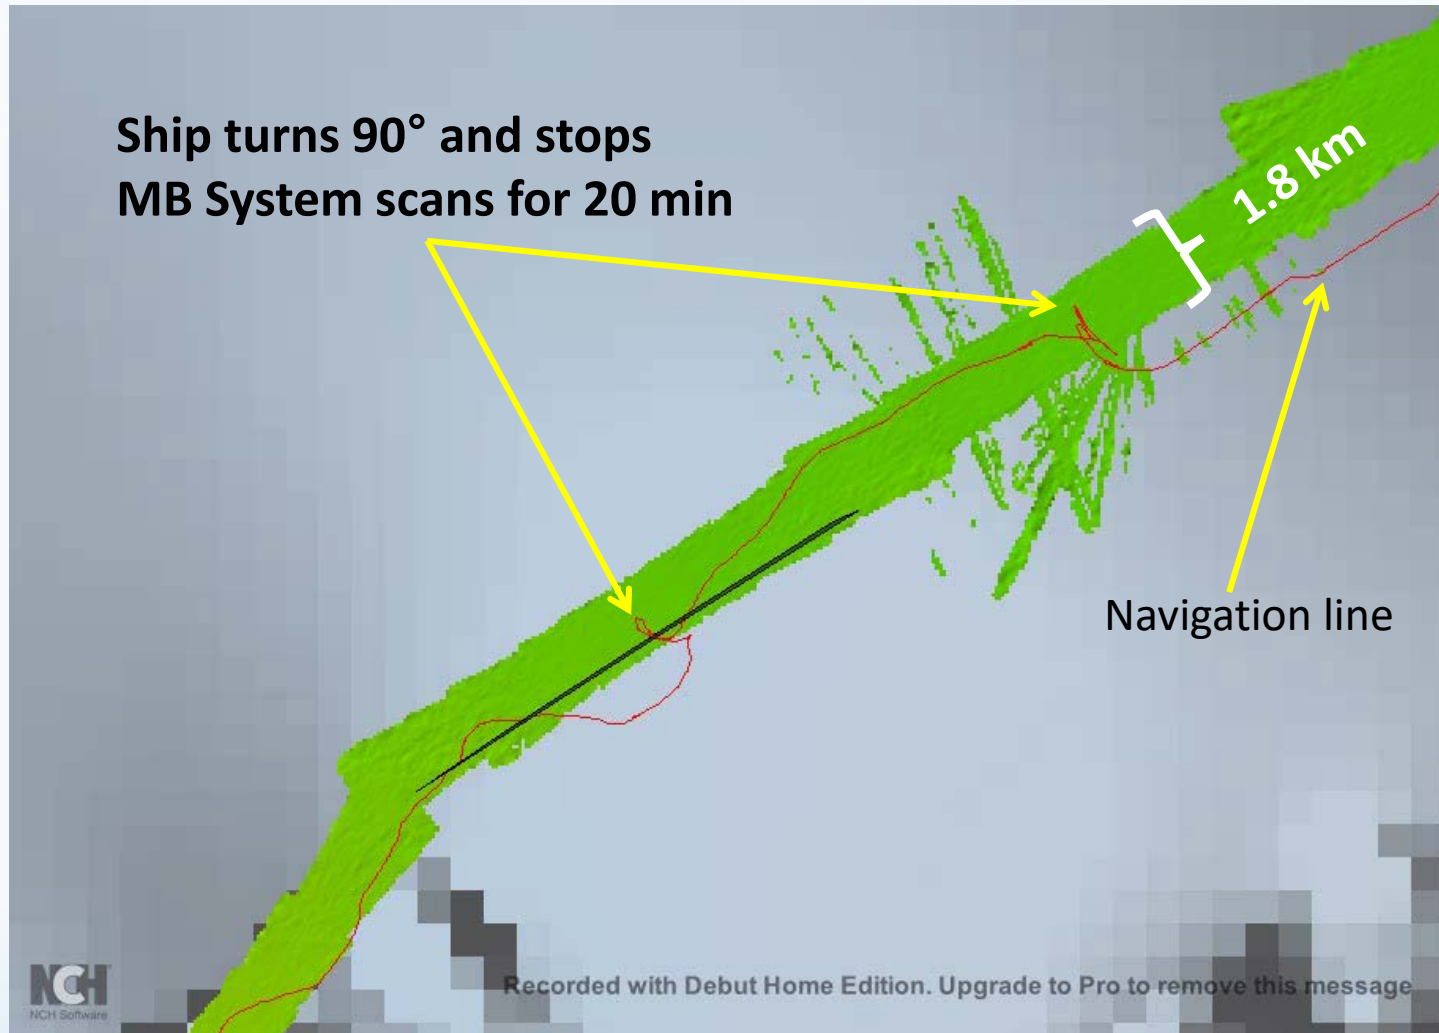 Ship turns 90° and stops
MB System scans for 20 min
1.8 km
Navigation line
NCH
NCH Software
Recorded with Debut Home Edition. Upgrade to Pro to remove this message